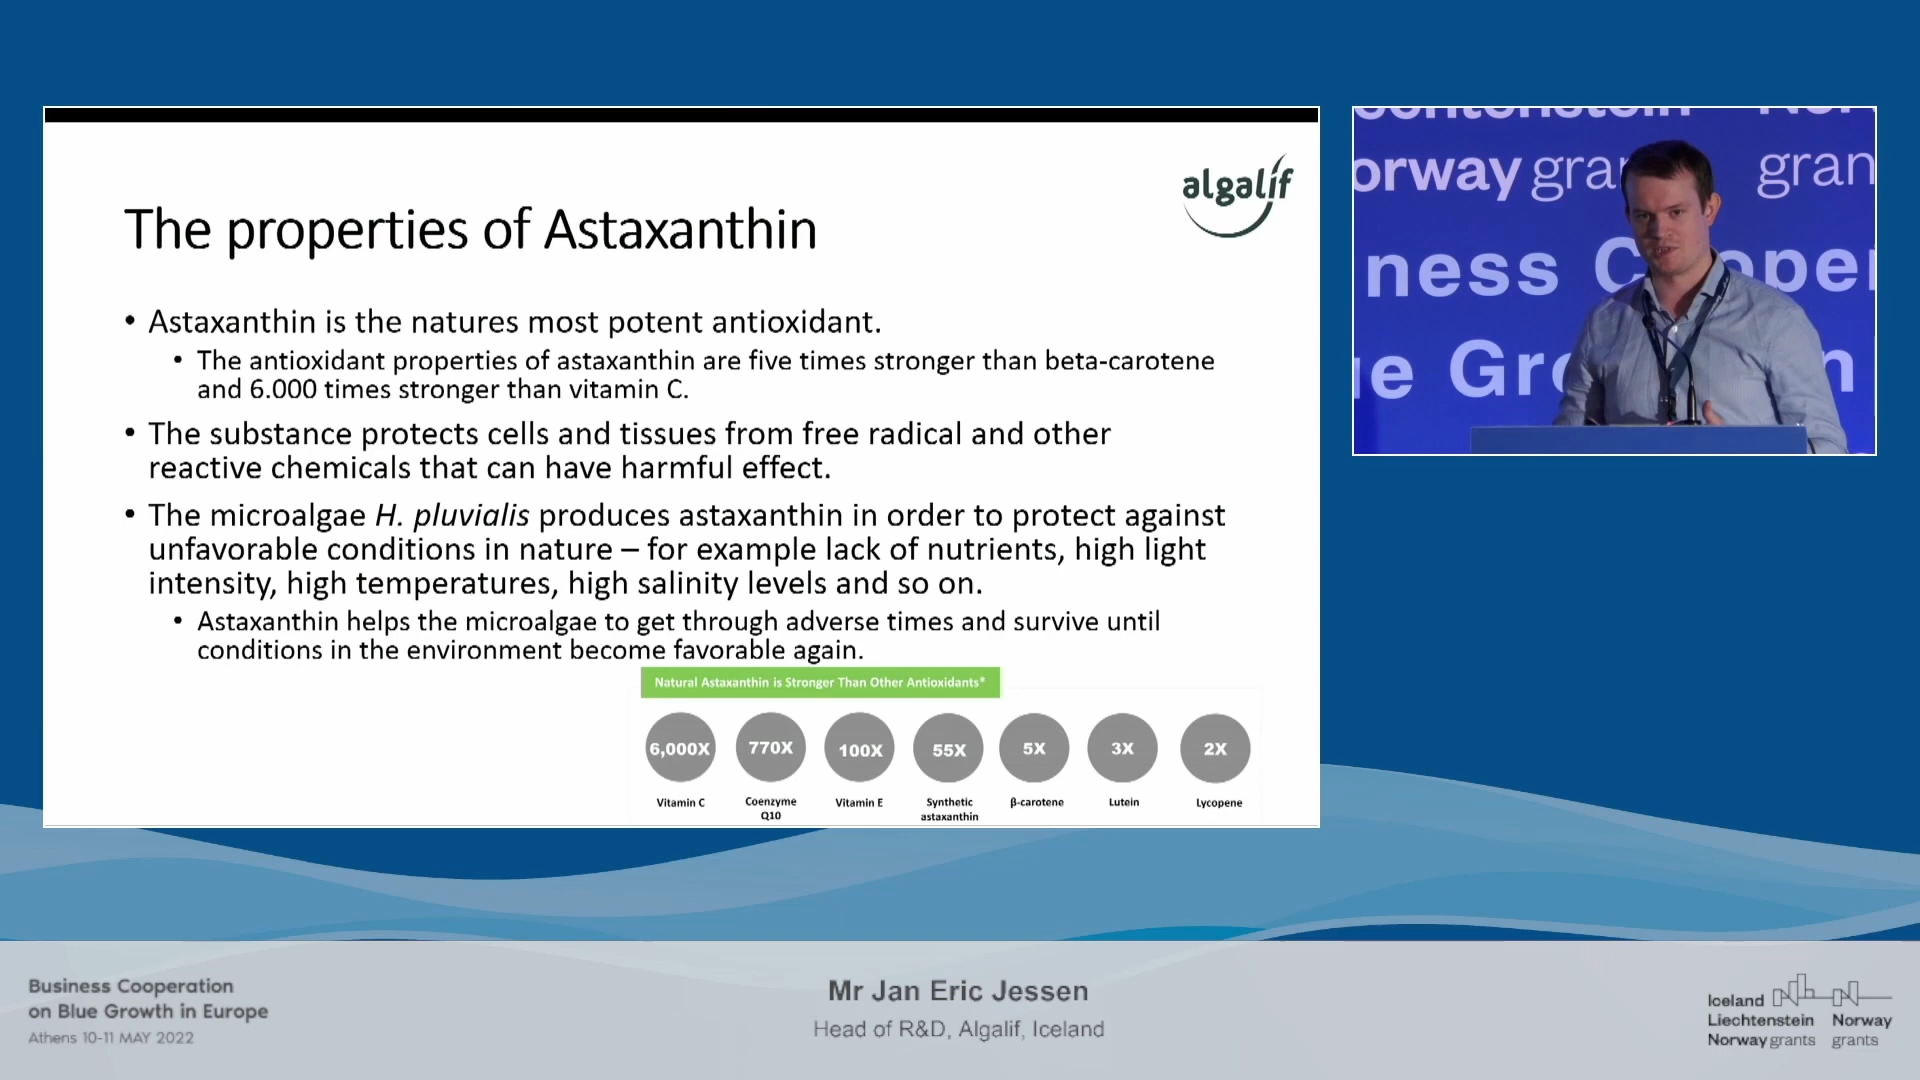 algalíf
The properties of Astaxanthin
• Astaxanthin is the natures most potent antioxidant.
• The antioxidant properties of astaxanthin are five times stronger than beta-carotene
and 6.000 times stronger than vitamin C.
• The substance protects cells and tissues from free radical and other
reactive chemicals that can have harmful effect.
• The microalgae H. pluvialis produces astaxanthin in order to protect against
unfavorable conditions in nature – for example lack of nutrients, high light
intensity, high temperatures, high salinity levels and so on.
• Astaxanthin helps the microalgae to get through adverse times and survive until
conditions in the environment become favorable again.
Natural Astaxanthin is Stronger Than Other Antioxidants*
6,000X 770X 100X 55X 5X 3X 2X
Vitamin C Coenzyme Vitamin E Synthetic β-carotene Lutein Lycopene
Q10 astaxanthin
orway gra gran
ness C oper
e Gr n
Business Cooperation
on Blue Growth in Europe
Athens 10-11 MAY 2022
Mr Jan Eric Jessen
Head of R&D, Algalif, Iceland
Iceland
Liechtenstein Norway
Norway grants grants